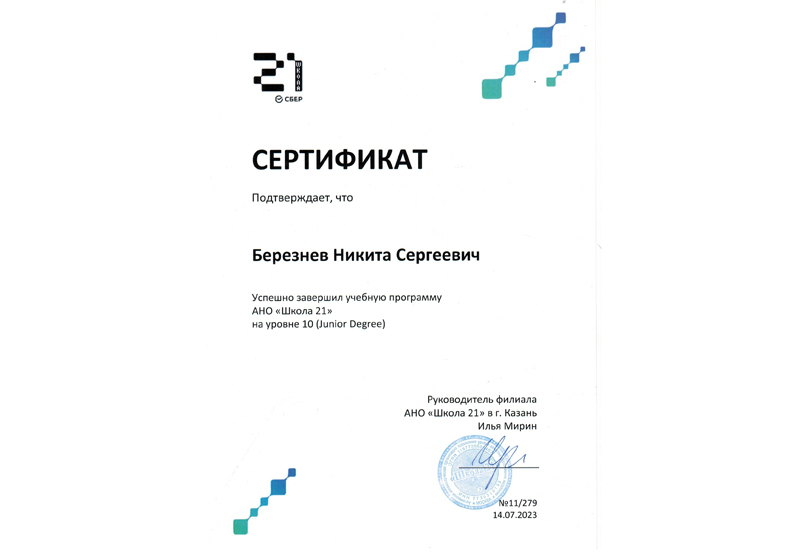 21
ШКОЛА
СБЕР
СЕРТИФИКАТ
Подтверждает, что
Березнев Никита Сергеевич
Успешно завершил учебную программу
АНО «Школа 21»
на уровне 10 (Junior Degree)
Руководитель филиала
АНО «Школа 21» в г. Казань
Илья Мирин
№11/279
14.07.2023